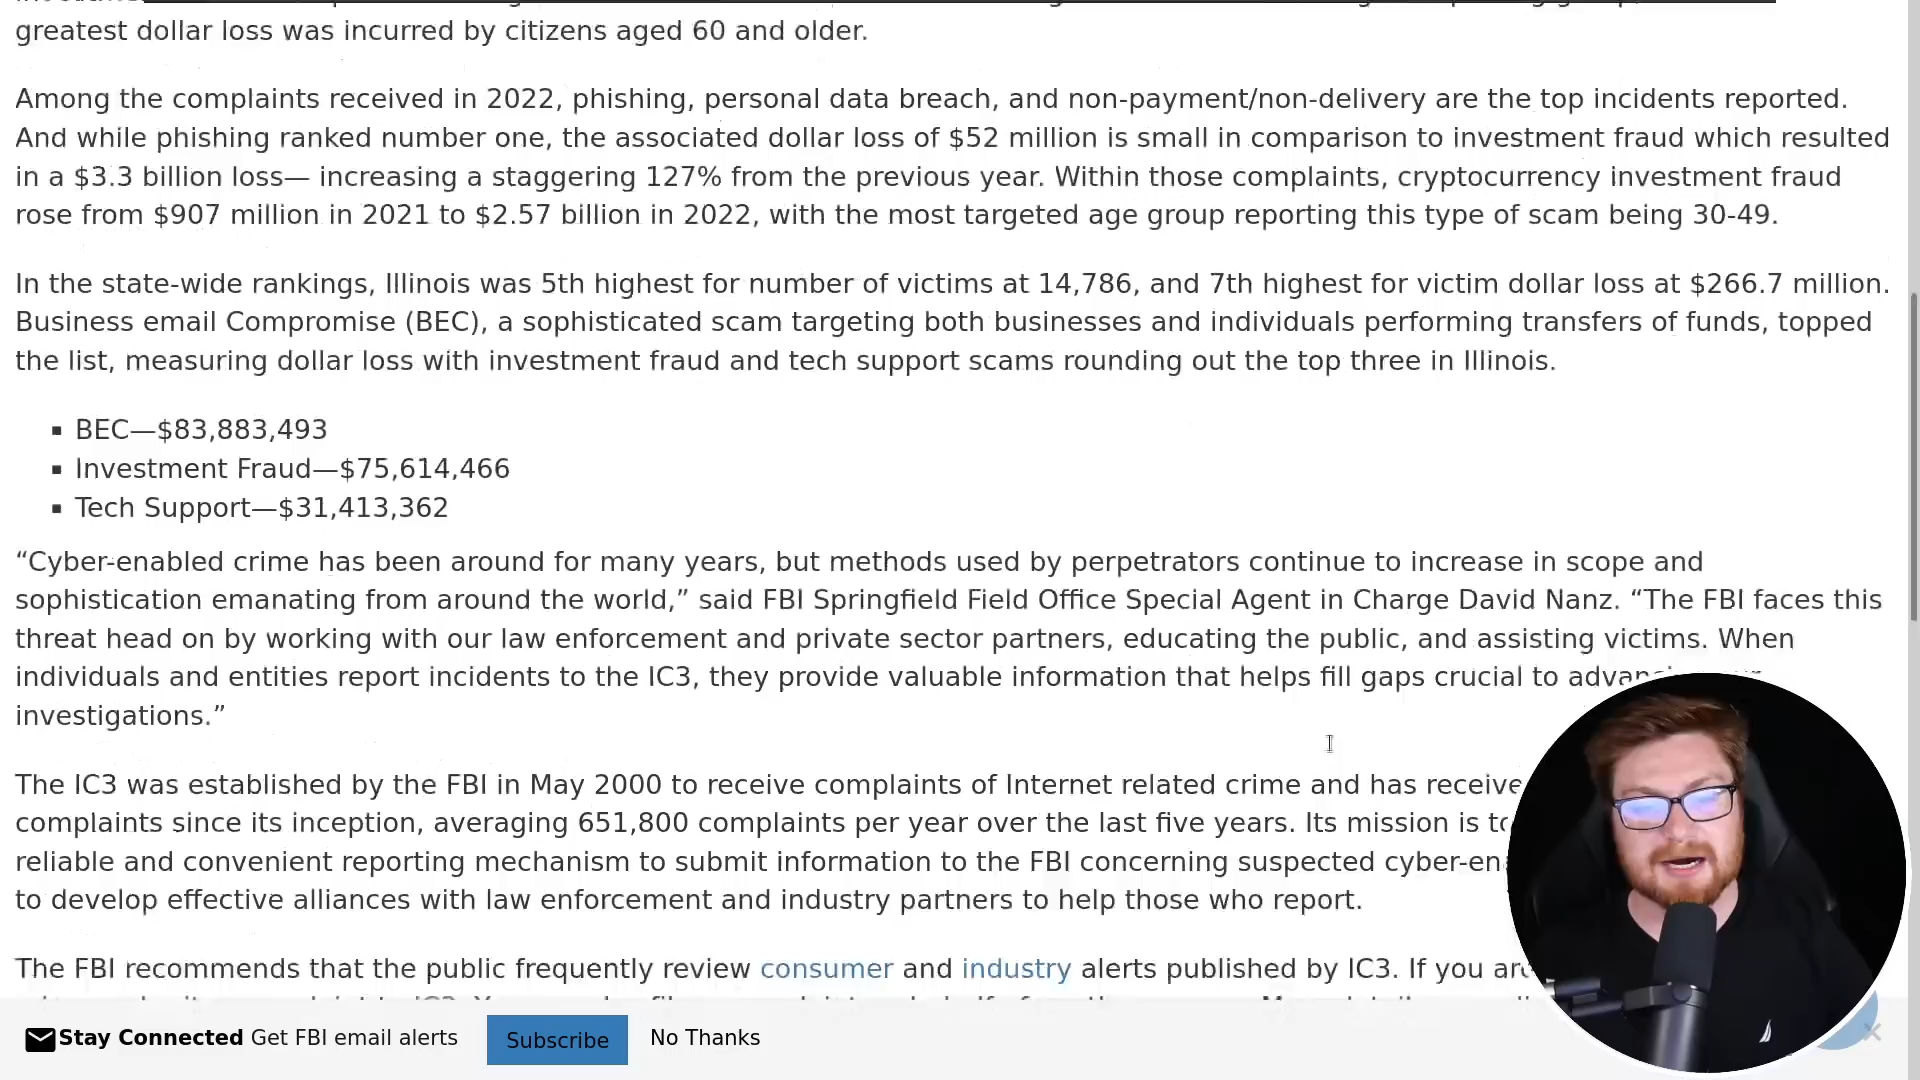 greatest dollar loss was incurred by citizens aged 60 and older.
Among the complaints received in 2022, phishing, personal data breach, and non-payment/non-delivery are the top incidents reported.
And while phishing ranked number one, the associated dollar loss of $52 million is small in comparison to investment fraud which resulted
in a $3.3 billion loss— increasing a staggering 127% from the previous year. Within those complaints, cryptocurrency investment fraud
rose from $907 million in 2021 to $2.57 billion in 2022, with the most targeted age group reporting this type of scam being 30-49.
In the state-wide rankings, Illinois was 5th highest for number of victims at 14,786, and 7th highest for victim dollar loss at $266.7 million.
Business email Compromise (BEC), a sophisticated scam targeting both businesses and individuals performing transfers of funds, topped
the list, measuring dollar loss with investment fraud and tech support scams rounding out the top three in Illinois.
▪ BEC—$83,883,493
▪ Investment Fraud—$75,614,466
▪ Tech Support—$31,413,362
“Cyber-enabled crime has been around for many years, but methods used by perpetrators continue to increase in scope and
sophistication emanating from around the world,” said FBI Springfield Field Office Special Agent in Charge David Nanz. “The FBI faces this
threat head on by working with our law enforcement and private sector partners, educating the public, and assisting victims. When
individuals and entities report incidents to the IC3, they provide valuable information that helps fill gaps crucial to
investigations.”
The IC3 was established by the FBI in May 2000 to receive complaints of Internet related crime and has
complaints since its inception, averaging 651,800 complaints per year over the last five years. Its mission is
reliable and convenient reporting mechanism to submit information to the FBI concerning suspected
to develop effective alliances with law enforcement and industry partners to help those who report.
The FBI recommends that the public frequently review consumer and industry alerts published by IC3. If you
Stay Connected Get FBI email alerts Subscribe No Thanks